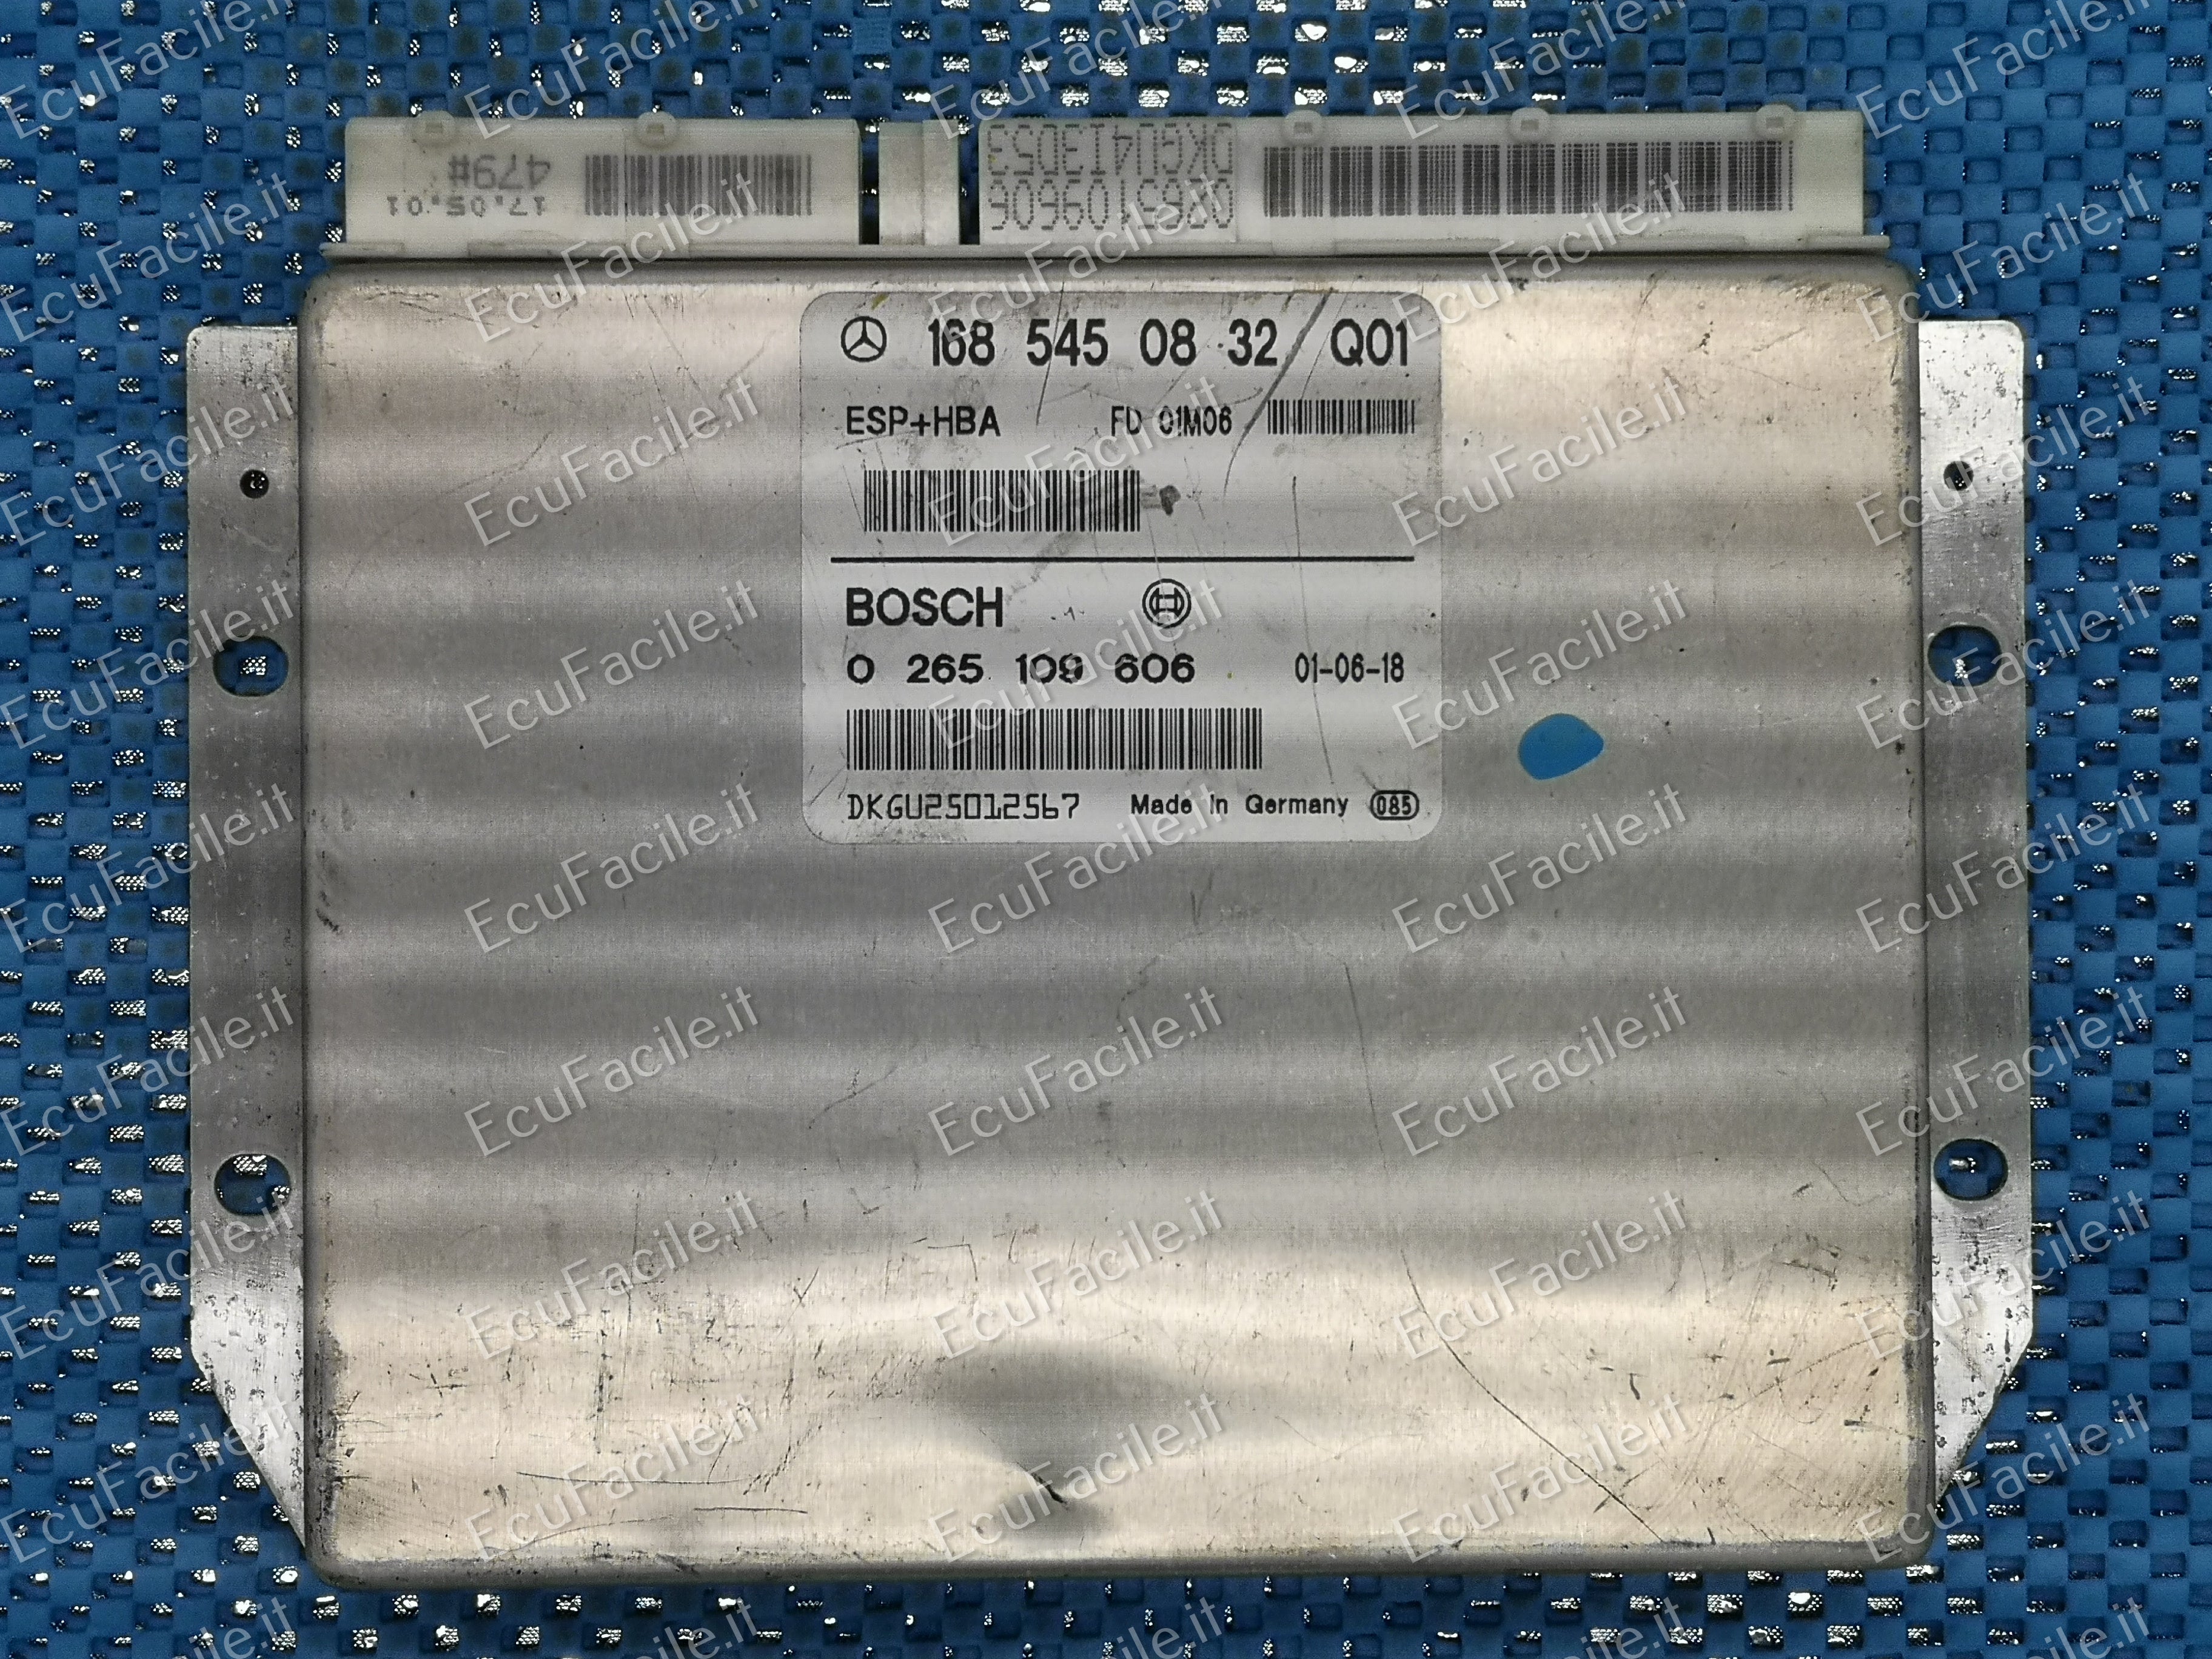 479#
17.05.01
0265109606
DKGU413053
168 545 08 32 Q01
ESP+HBA FD 01M06
BOSCH
0 265 109 606 01-06-18
DKGU25012567 Made in Germany 085
EcuFacile.it